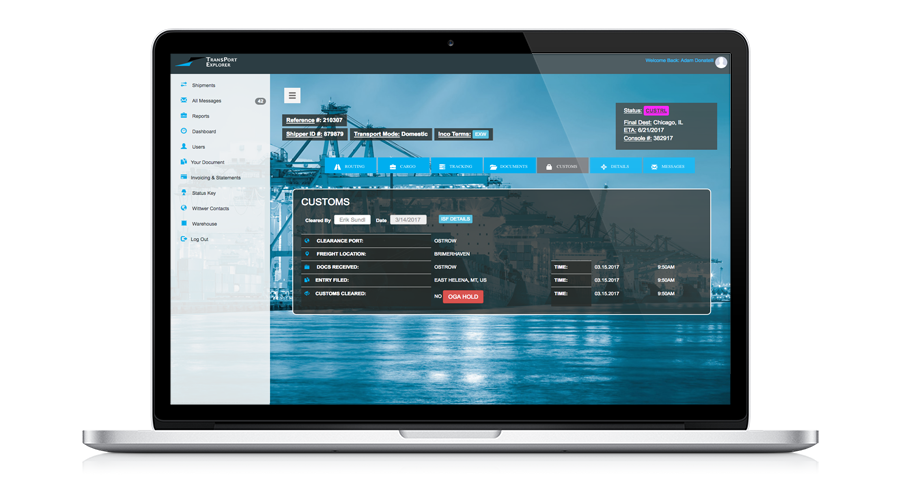 TRANSPORT
EXPLORER
Welcome Back: Adam Donatelli
Shipments
All Messages 42
Reports
Dashboard
Users
Your Document
Invoicing & Statements
Status Key
Wittwer Contacts
Warehouse
Log Out
Reference #: 218387
Shipper ID #: 879879 Transport Mode: Domestic Inco Terms: EXW
Status: CUSTRL
Final Dest: Chicago, IL
ETA: 6/21/2017
Console #: 382917
ROUTING CARGO TRACKING DOCUMENTS CUSTOMS DETAILS MESSAGES
CUSTOMS
Cleared By Erik Sundt Date 3/14/2017 ISF DETAILS
CLEARANCE PORT: OSTROW
FREIGHT LOCATION: BRIMERHAVEN
DOCS RECEIVED: OSTROW TIME: 03.15.2017 9:50AM
ENTRY FILED: EAST HELENA, MT, US TIME: 03.15.2017 9:50AM
CUSTOMS CLEARED: NO OGA HOLD TIME: 03.15.2017 9:50AM